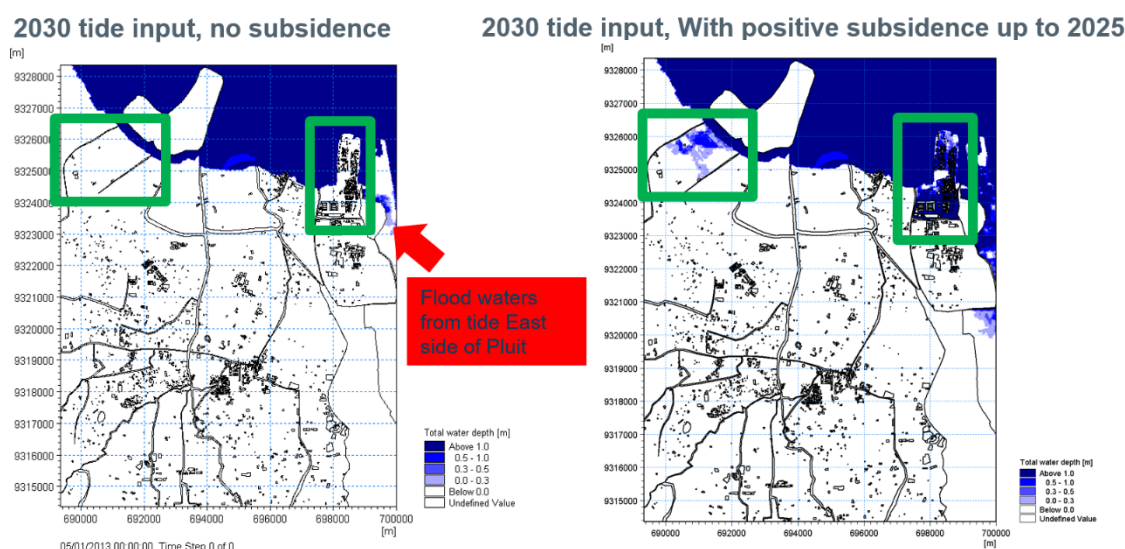 2030 tide input, no subsidence
2030 tide input, With positive subsidence up to 2025
[m]
9328000
9327000
9326000
9325000
9324000
9323000
9322000
9321000
9320000
9319000
9318000
9317000
9316000
9315000
690000 692000 694000 696000 698000 700000
[m]
05/01/2013 00:00:00 Time Step 0 of 0
Flood waters
from tide East
side of Pluit
Total water depth [m]
Above 1.0
0.5 - 1.0
0.3 - 0.5
0.0 - 0.3
Below 0.0
Undefined Value
[m]
9328000
9327000
9326000
9325000
9324000
9323000
9322000
9321000
9320000
9319000
9318000
9317000
9316000
9315000
690000 692000 694000 696000 698000 700000
[m]
Total water depth [m]
Above 1.0
0.5 - 1.0
0.3 - 0.5
0.0 - 0.3
Below 0.0
Undefined Value